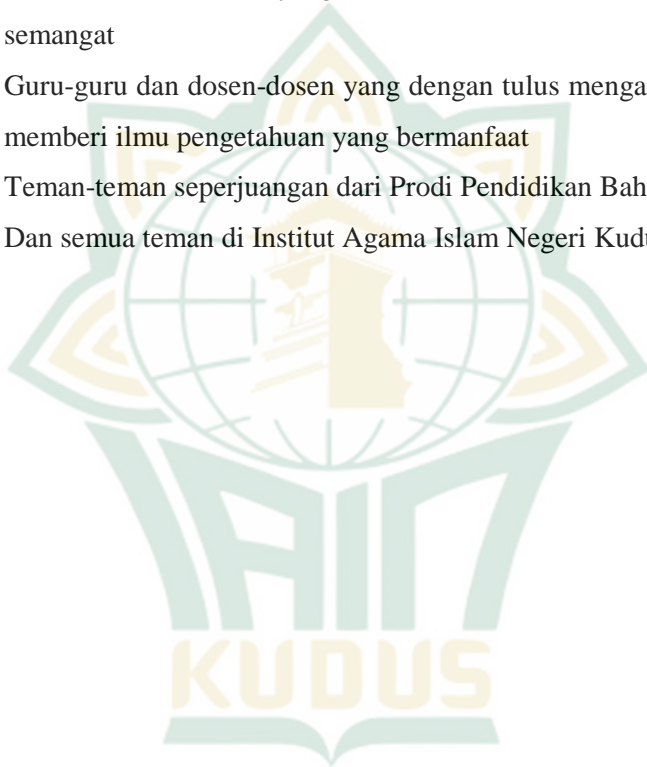 semangat
Guru-guru dan dosen-dosen yang dengan tulus menga
memberi ilmu pengetahuan yang bermanfaat
Teman-teman seperjuangan dari Prodi Pendidikan Bah
Dan semua teman di Institut Agama Islam Negeri Kudu
IAIN
KUDUS